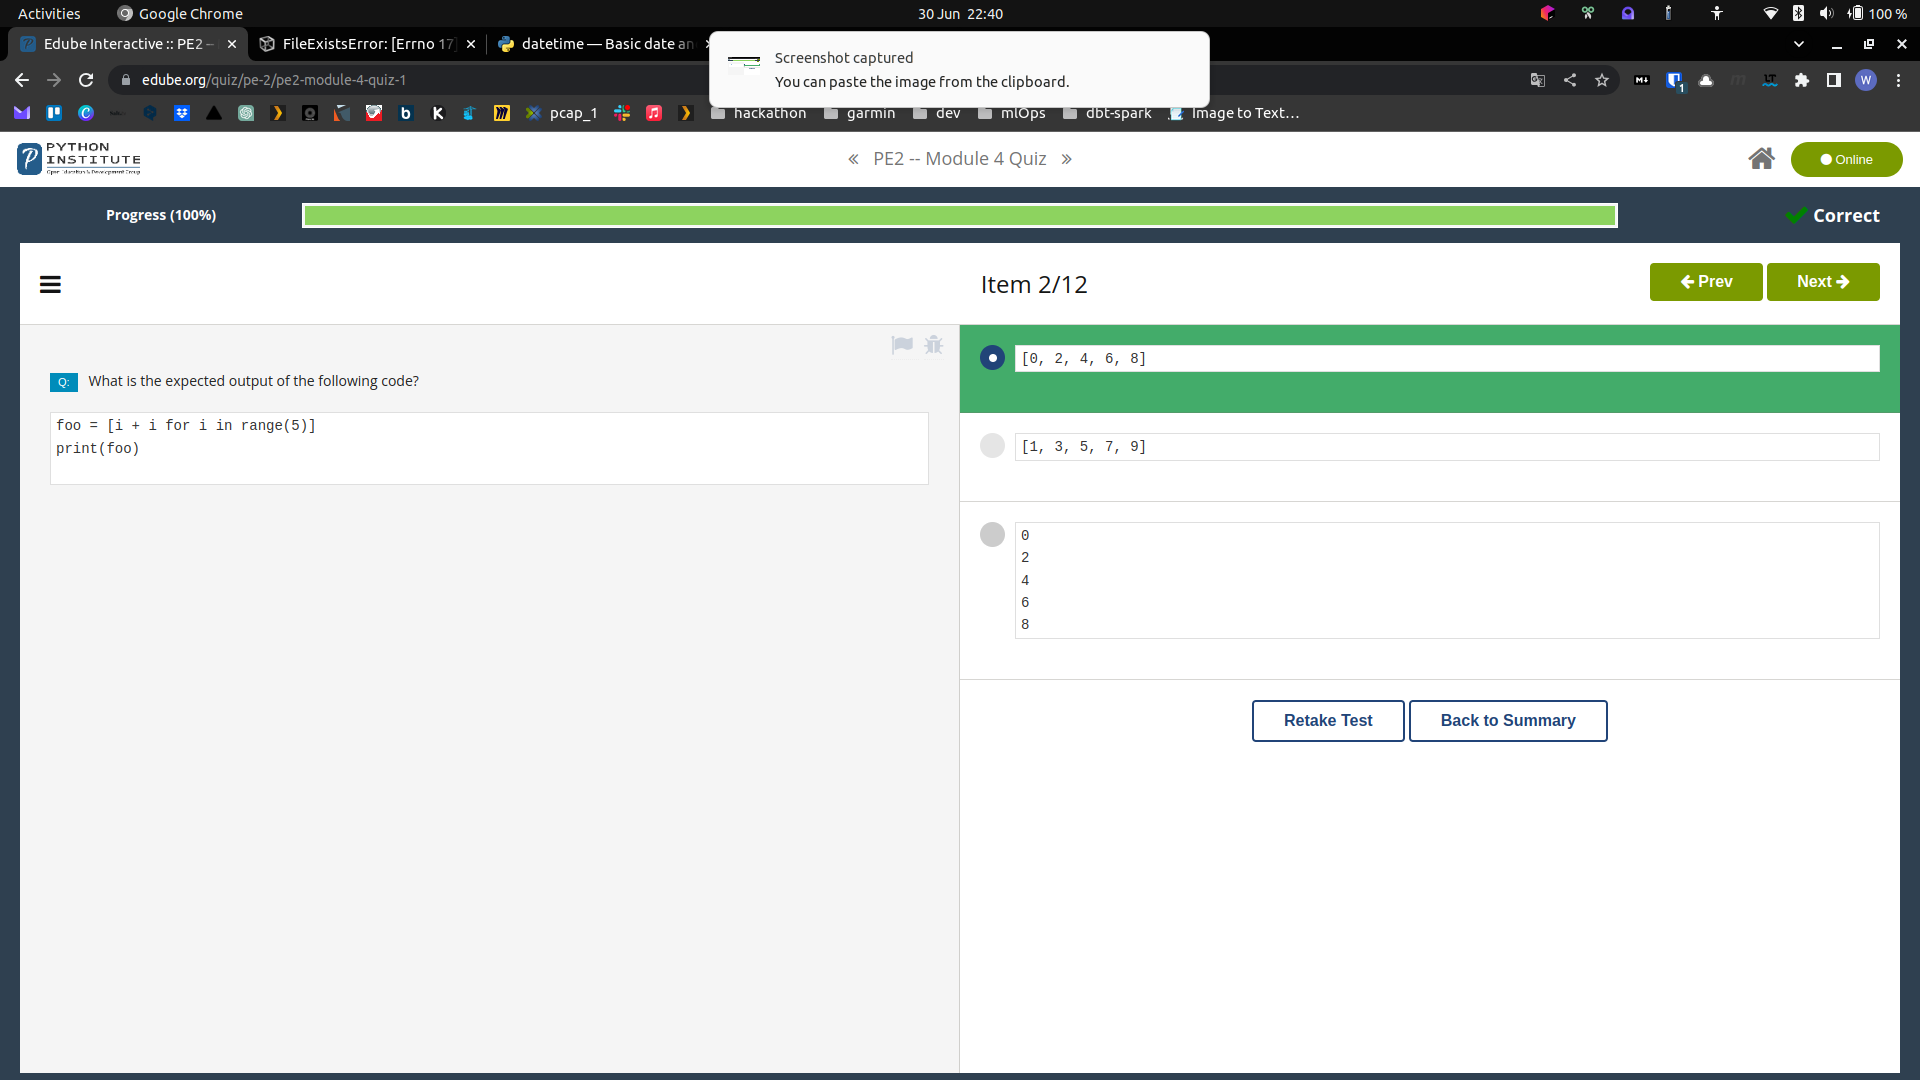 Activities
Google Chrome
30 Jun 22:40
100 %
Edube Interactive :: PE2 –
FileExistsError: [Errno 17]
datetime — Basic date an
Screenshot captured
You can paste the image from the clipboard.
edube.org/quiz/pe-2/pe2-module-4-quiz-1
1
W
pcap_1
hackathon
garmin
dev
mlOps
dbt-spark
Image to Text…
PYTHON
INSTITUTE
Open Education & Development Group
« PE2 -- Module 4 Quiz »
Online
Progress (100%)
Correct
Item 2/12
Prev
Next
Q: What is the expected output of the following code?
foo = [i + i for i in range(5)]
print(foo)
[0, 2, 4, 6, 8]
[1, 3, 5, 7, 9]
0
2
4
6
8
Retake Test
Back to Summary